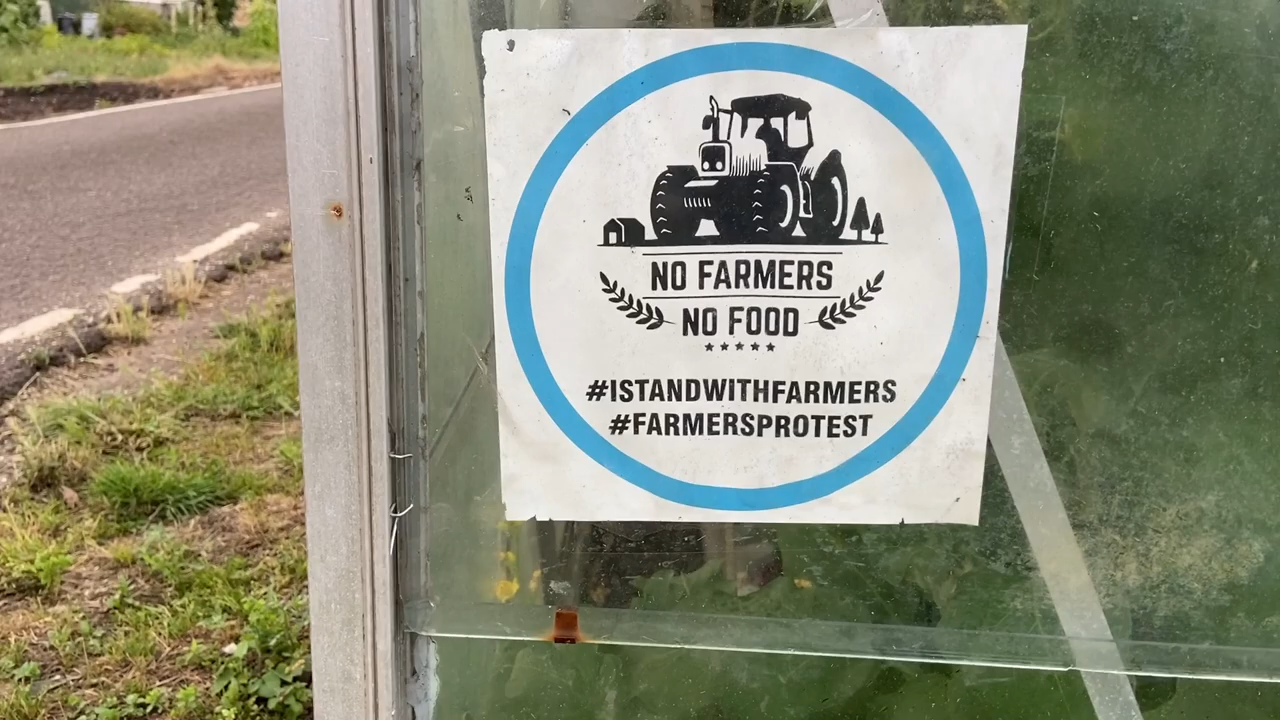 NO FARMERS
NO FOOD
#ISTANDWITHFARMERS
#FARMERSPROTEST